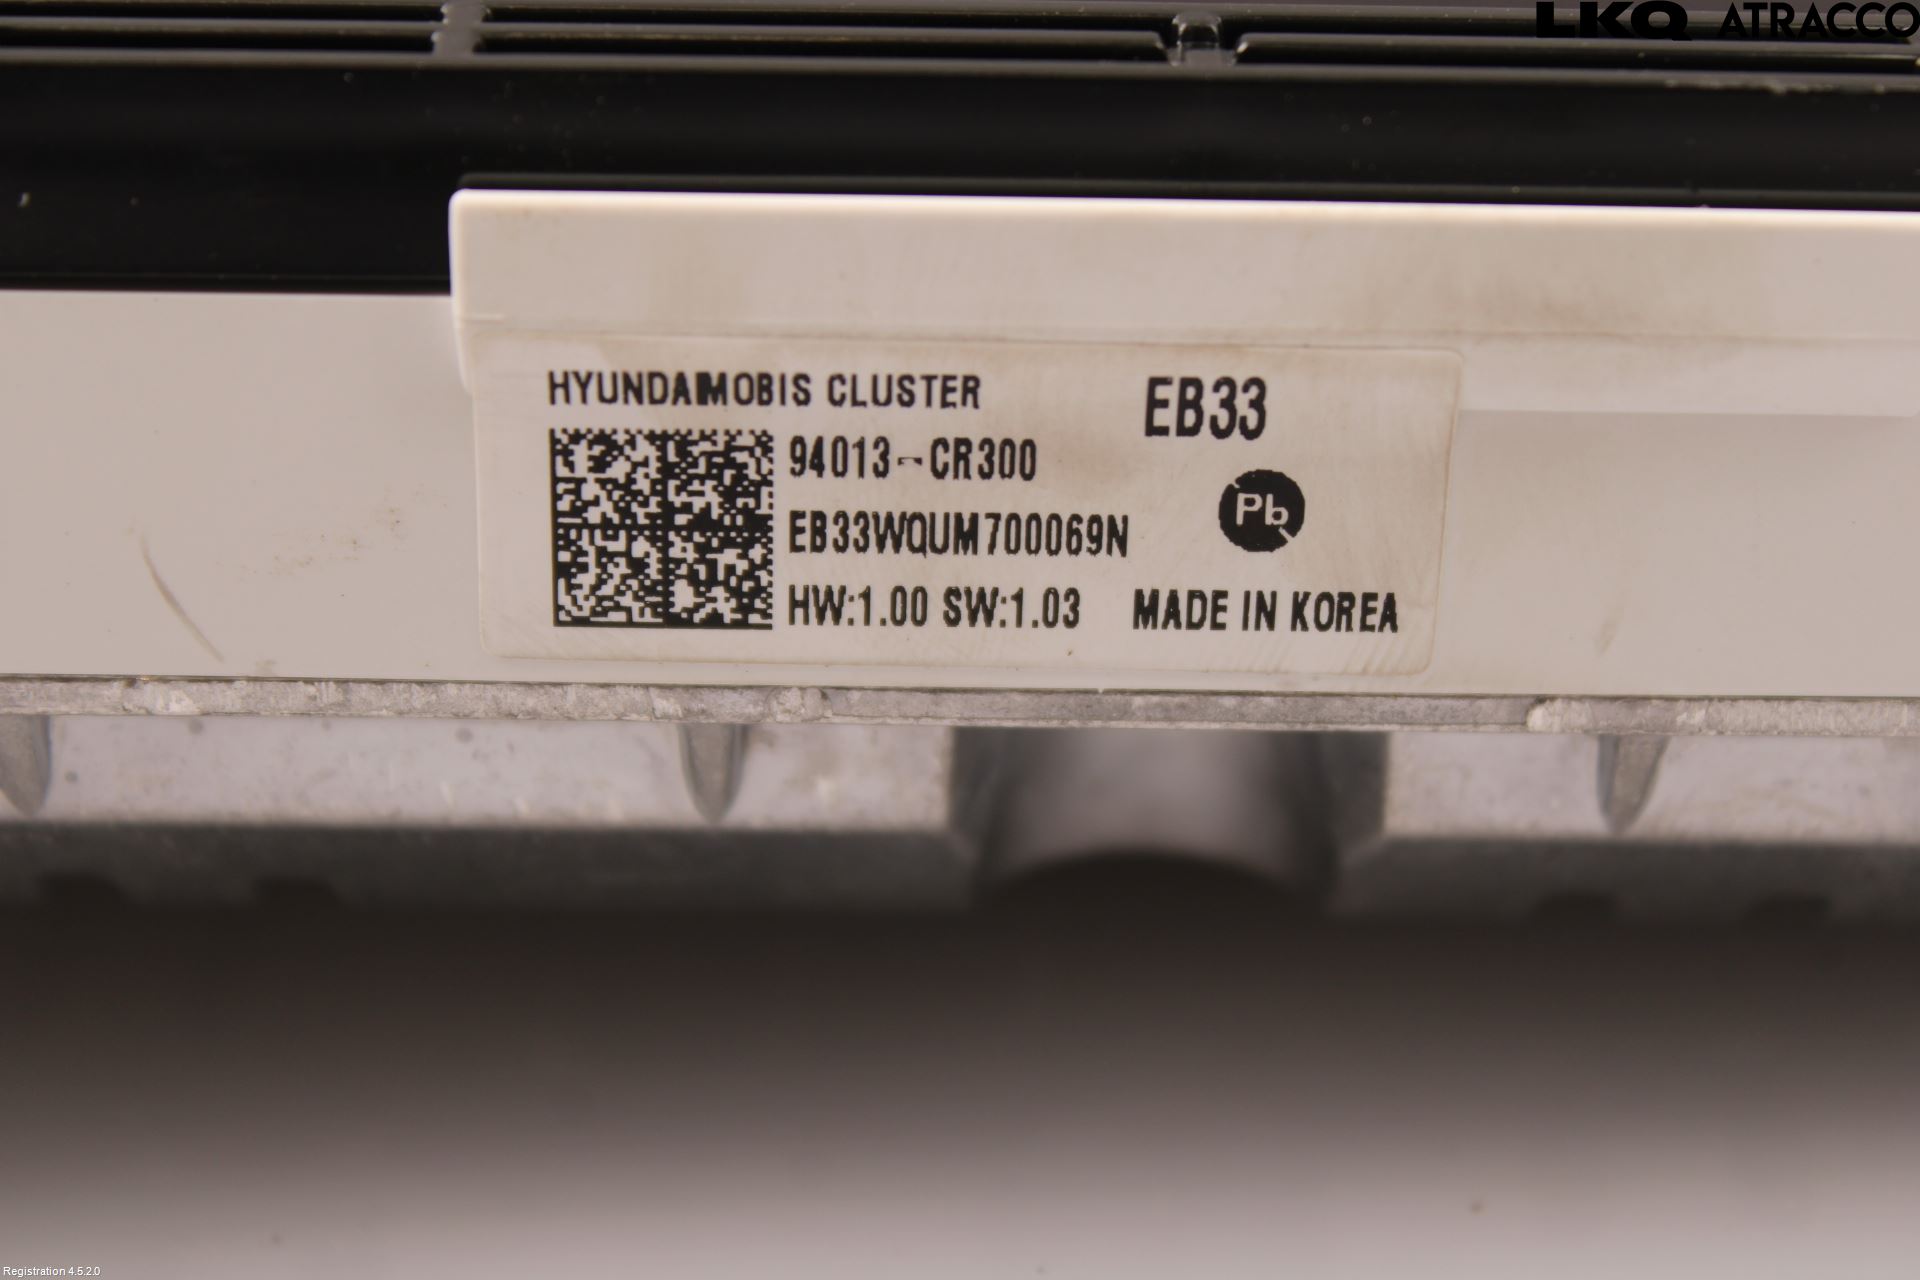 LKQ ATRACCO
HYUNDAIMOBIS CLUSTER
EB33
94013-CR300
Pb
EB33WQUM700069N
HW:1.00 SW:1.03
MADE IN KOREA
Registration 4.5.2.0